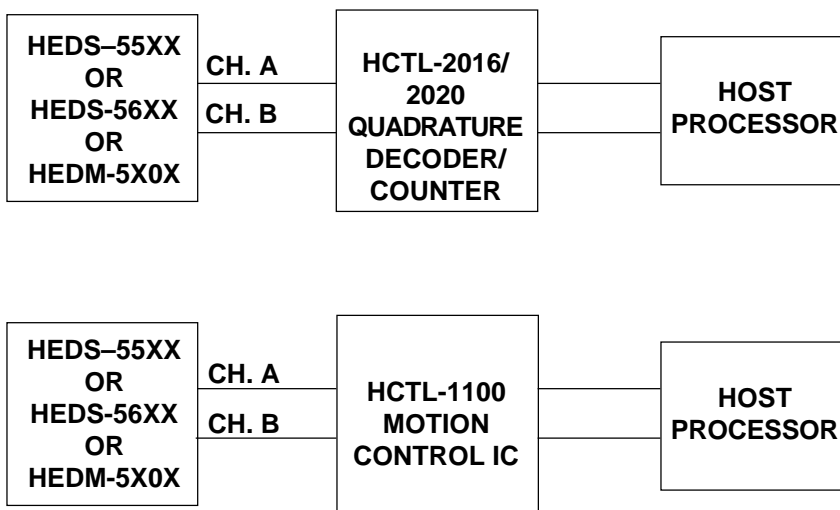 HEDS–55XX
OR
HEDS-56XX
OR
HEDM-5X0X
CH. A
CH. B
HCTL-2016/
2020
QUADRATURE
DECODER/
COUNTER
HOST
PROCESSOR
HEDS–55XX
OR
HEDS-56XX
OR
HEDM-5X0X
CH. A
CH. B
HCTL-1100
MOTION
CONTROL IC
HOST
PROCESSOR